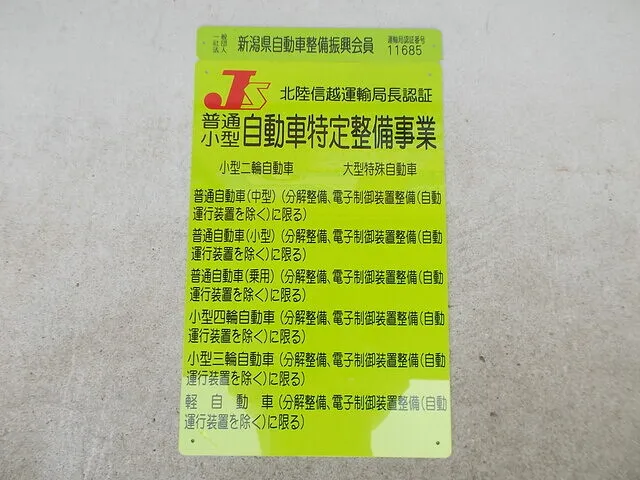 一般社団法人 新潟県自動車整備振興会員 運輸局認証番号 11685
JS 北陸信越運輸局長認証
普通小型自動車特定整備事業
小型二輪自動車 大型特殊自動車
普通自動車(中型)(分解整備、電子制御装置整備(自動
運行装置を除く)に限る)
普通自動車(小型)(分解整備、電子制御装置整備(自動
運行装置を除く)に限る)
普通自動車(乗用)(分解整備、電子制御装置整備(自動
運行装置を除く)に限る)
小型四輪自動車(分解整備、電子制御装置整備(自動
運行装置を除く)に限る)
小型三輪自動車(分解整備、電子制御装置整備(自動
運行装置を除く)に限る)
軽自動車(分解整備、電子制御装置整備(自動
運行装置を除く)に限る)